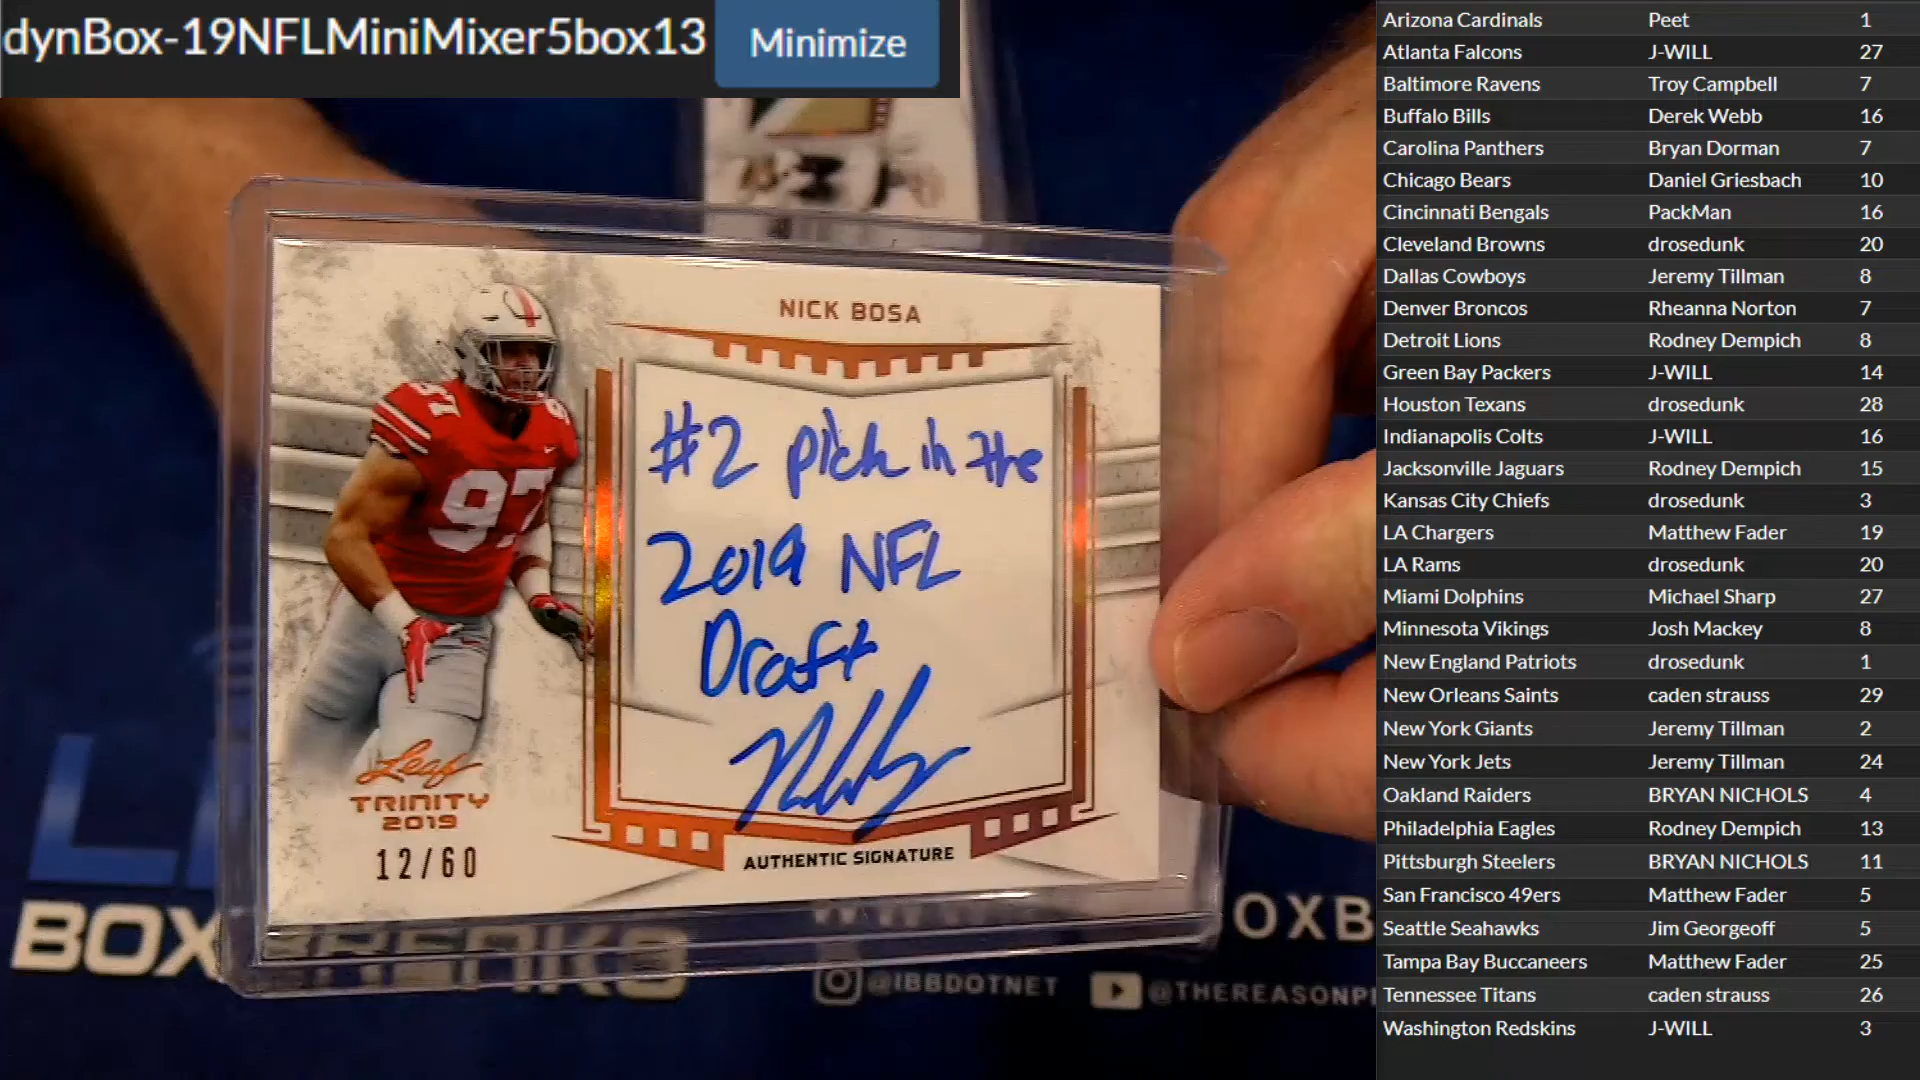 dynBox-19NFLMiniMixer5box13
Minimize
NICK BOSA
#2 pick in the
2019 NFL
Draft
97
Leaf
TRINITY
2019
12/60
AUTHENTIC SIGNATURE
BOX
@IBBDOTNET
@THEREASONP
Arizona Cardinals Peet 1
Atlanta Falcons J-WILL 27
Baltimore Ravens Troy Campbell 7
Buffalo Bills Derek Webb 16
Carolina Panthers Bryan Dorman 7
Chicago Bears Daniel Griesbach 10
Cincinnati Bengals PackMan 16
Cleveland Browns drosedunk 20
Dallas Cowboys Jeremy Tillman 8
Denver Broncos Rheanna Norton 7
Detroit Lions Rodney Dempich 8
Green Bay Packers J-WILL 14
Houston Texans drosedunk 28
Indianapolis Colts J-WILL 16
Jacksonville Jaguars Rodney Dempich 15
Kansas City Chiefs drosedunk 3
LA Chargers Matthew Fader 19
LA Rams drosedunk 20
Miami Dolphins Michael Sharp 27
Minnesota Vikings Josh Mackey 8
New England Patriots drosedunk 1
New Orleans Saints caden strauss 29
New York Giants Jeremy Tillman 2
New York Jets Jeremy Tillman 24
Oakland Raiders BRYAN NICHOLS 4
Philadelphia Eagles Rodney Dempich 13
Pittsburgh Steelers BRYAN NICHOLS 11
San Francisco 49ers Matthew Fader 5
Seattle Seahawks Jim Georgeoff 5
Tampa Bay Buccaneers Matthew Fader 25
Tennessee Titans caden strauss 26
Washington Redskins J-WILL 3